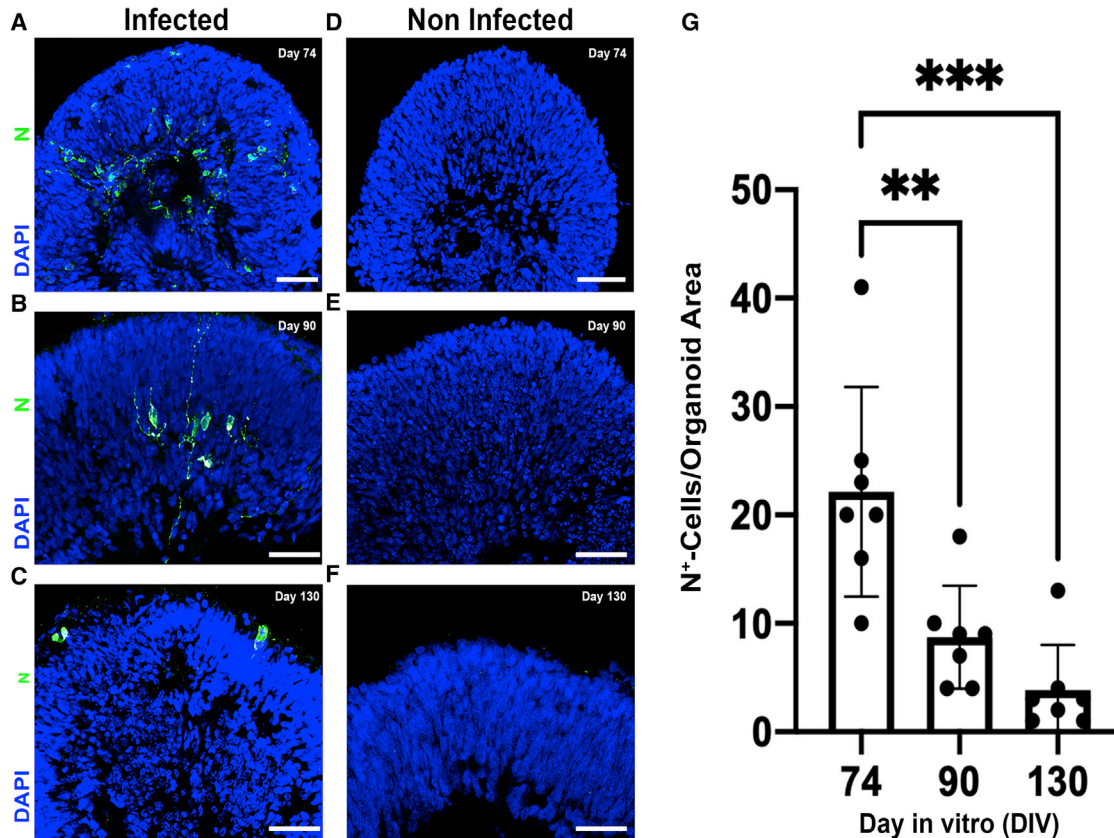 A
Infected
D
Non Infected
G
Day 74
Day 74
N
DAPI
B
E
Day 90
Day 90
N
DAPI
C
F
Day 130
Day 130
N
DAPI
***
**
50
40
30
20
10
0
N⁺-Cells/Organoid Area
74 90 130
Day in vitro (DIV)